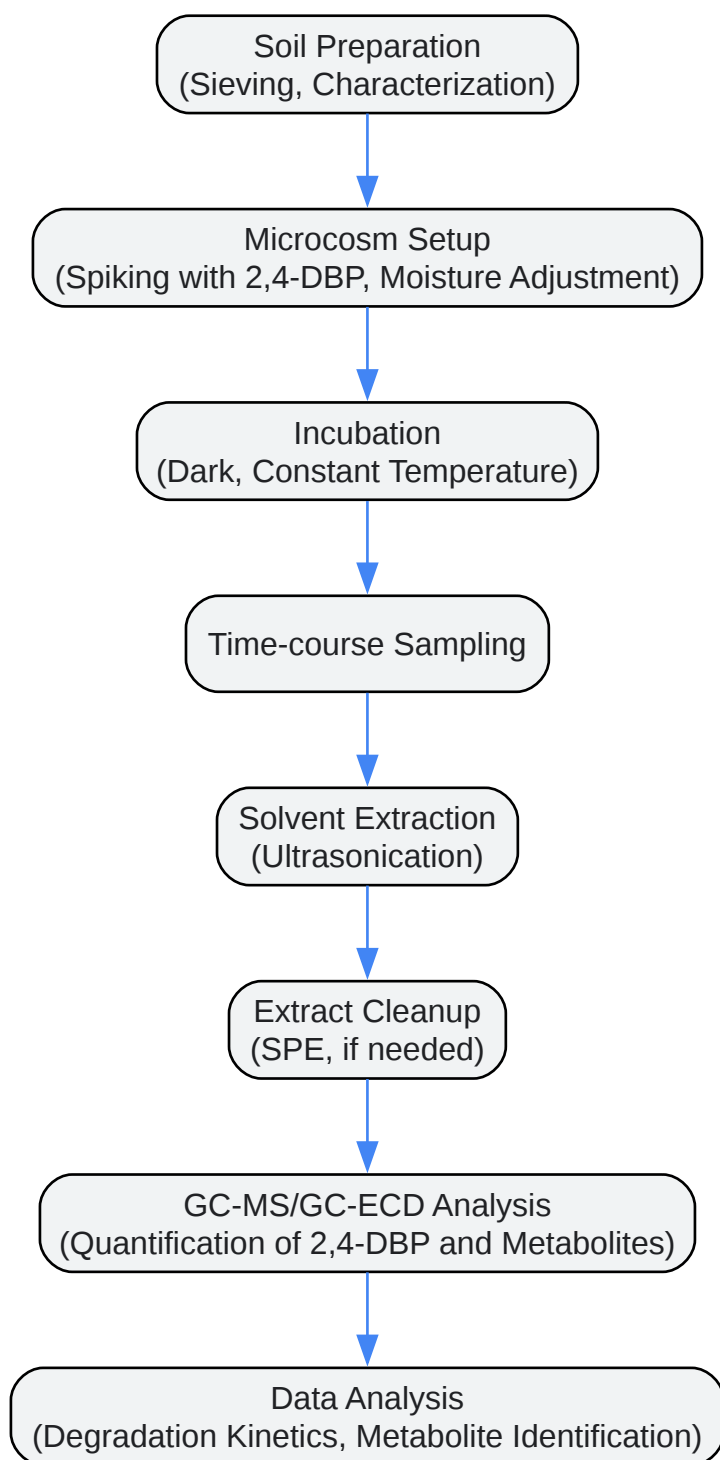 Soil Preparation
(Sieving, Characterization)
Microcosm Setup
(Spiking with 2,4-DBP, Moisture Adjustment)
Incubation
(Dark, Constant Temperature)
Time-course Sampling
Solvent Extraction
(Ultrasonication)
Extract Cleanup
(SPE, if needed)
GC-MS/GC-ECD Analysis
(Quantification of 2,4-DBP and Metabolites)
Data Analysis
(Degradation Kinetics, Metabolite Identification)